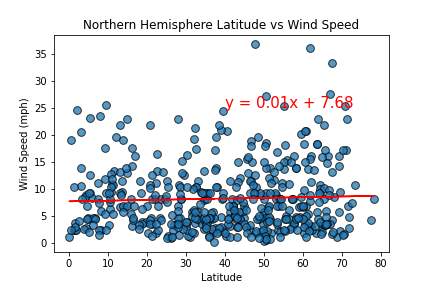 Northern Hemisphere Latitude vs Wind Speed
35
30
25
20
15
10
5
0
Wind Speed (mph)
y = 0.01x + 7.68
0 10 20 30 40 50 60 70 80
Latitude